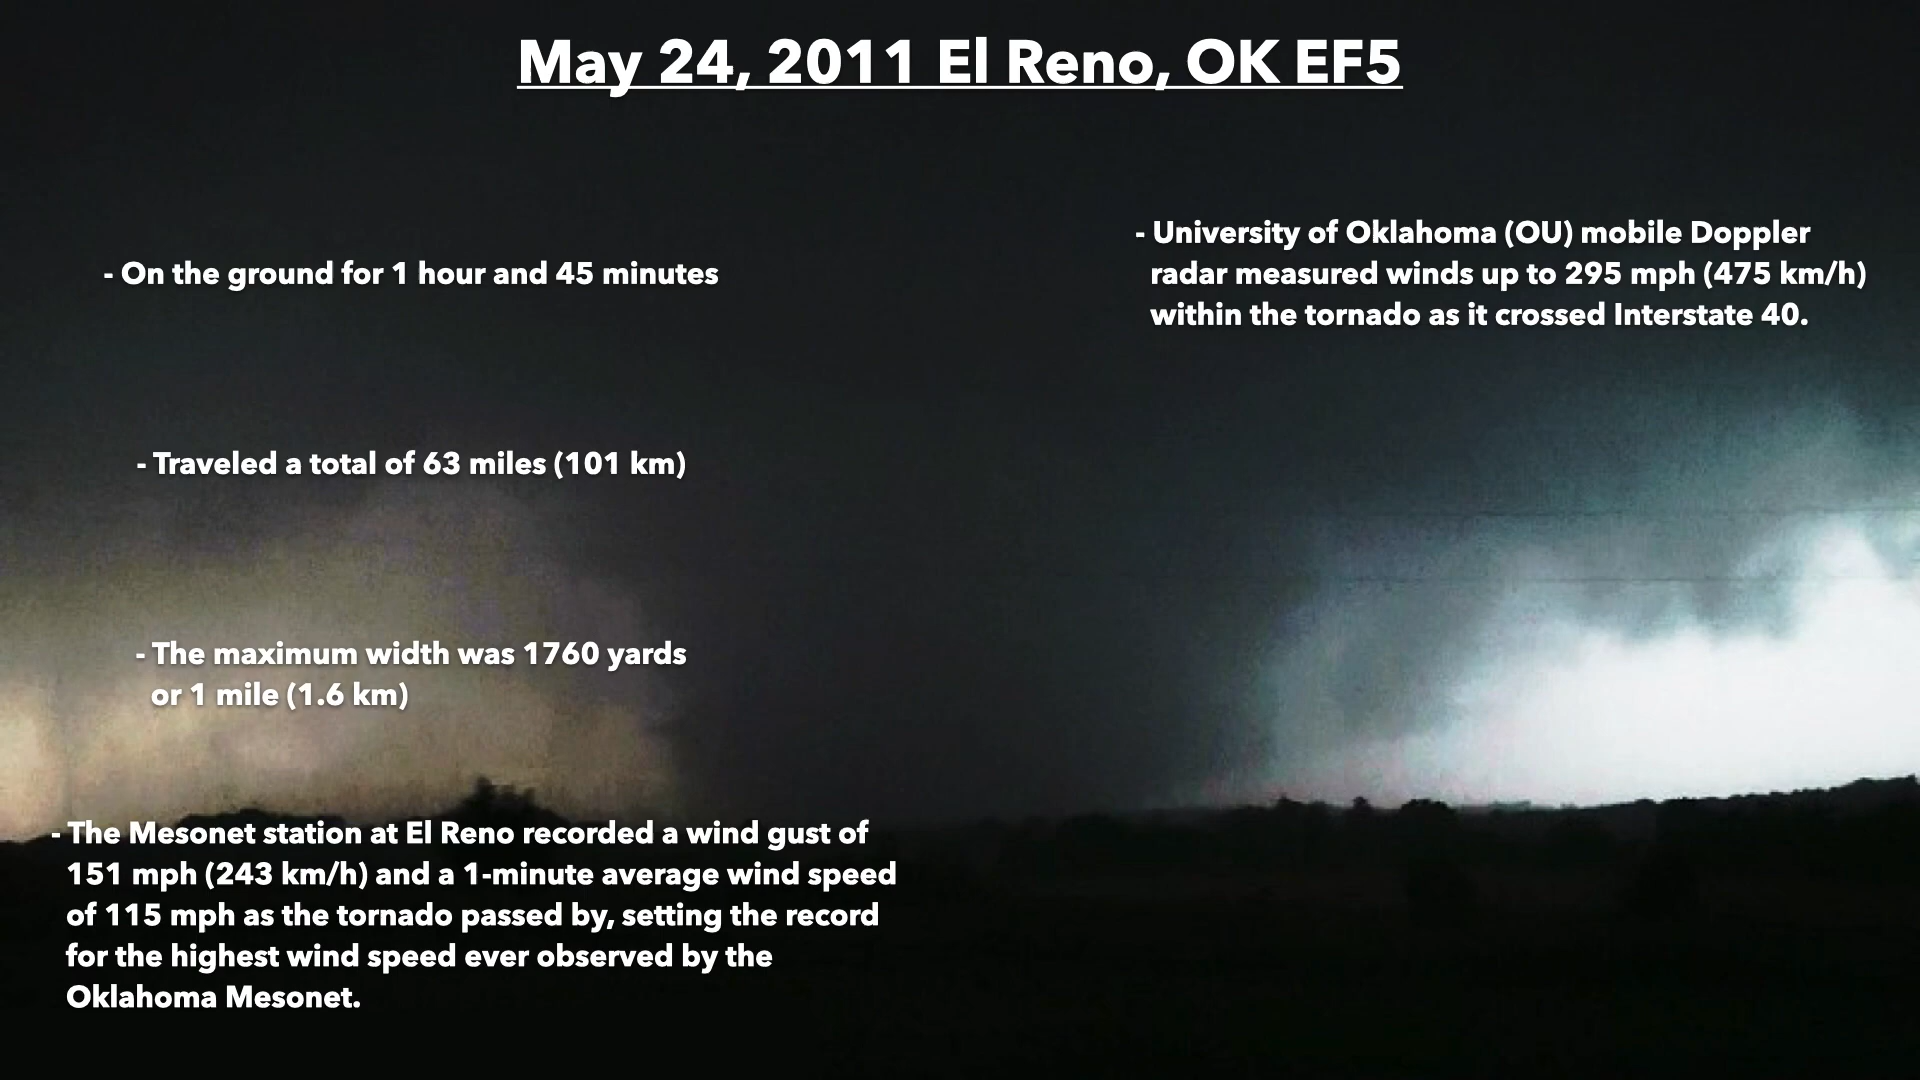 May 24, 2011 El Reno, OK EF5
- On the ground for 1 hour and 45 minutes
- Traveled a total of 63 miles (101 km)
- The maximum width was 1760 yards
or 1 mile (1.6 km)
- The Mesonet station at El Reno recorded a wind gust of
151 mph (243 km/h) and a 1-minute average wind speed
of 115 mph as the tornado passed by, setting the record
for the highest wind speed ever observed by the
Oklahoma Mesonet.
- University of Oklahoma (OU) mobile Doppler
radar measured winds up to 295 mph (475 km/h)
within the tornado as it crossed Interstate 40.